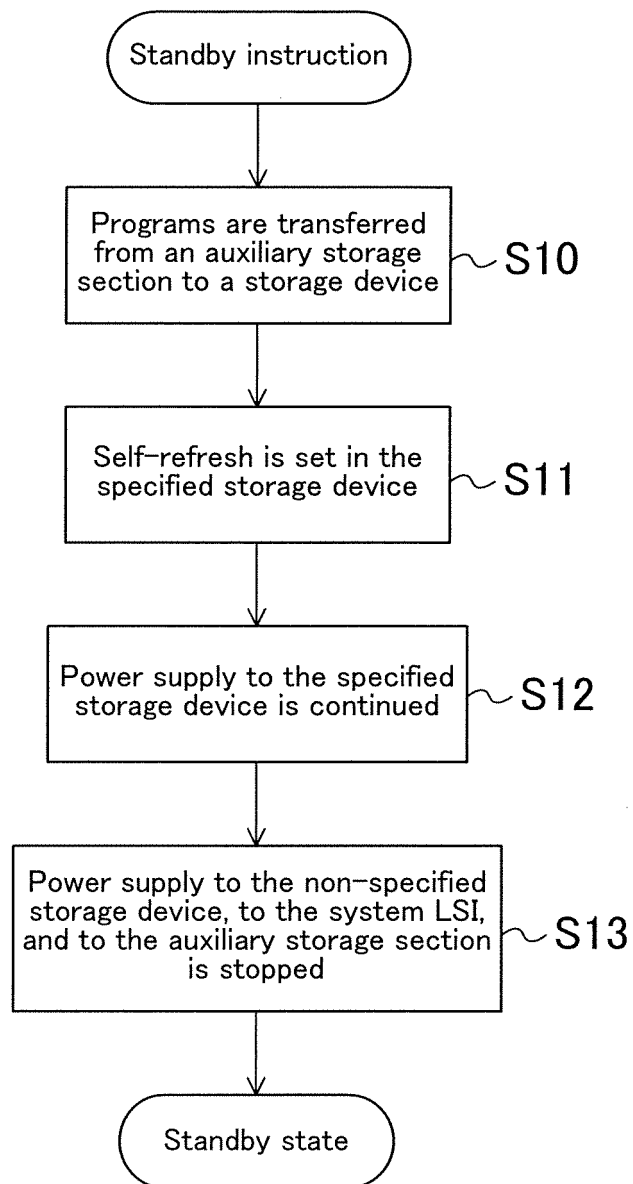 Standby instruction
Programs are transferred
from an auxiliary storage
section to a storage device
S10
Self-refresh is set in the
specified storage device
S11
Power supply to the specified
storage device is continued
S12
Power supply to the non-specified
storage device, to the system LSI,
and to the auxiliary storage section
is stopped
S13
Standby state